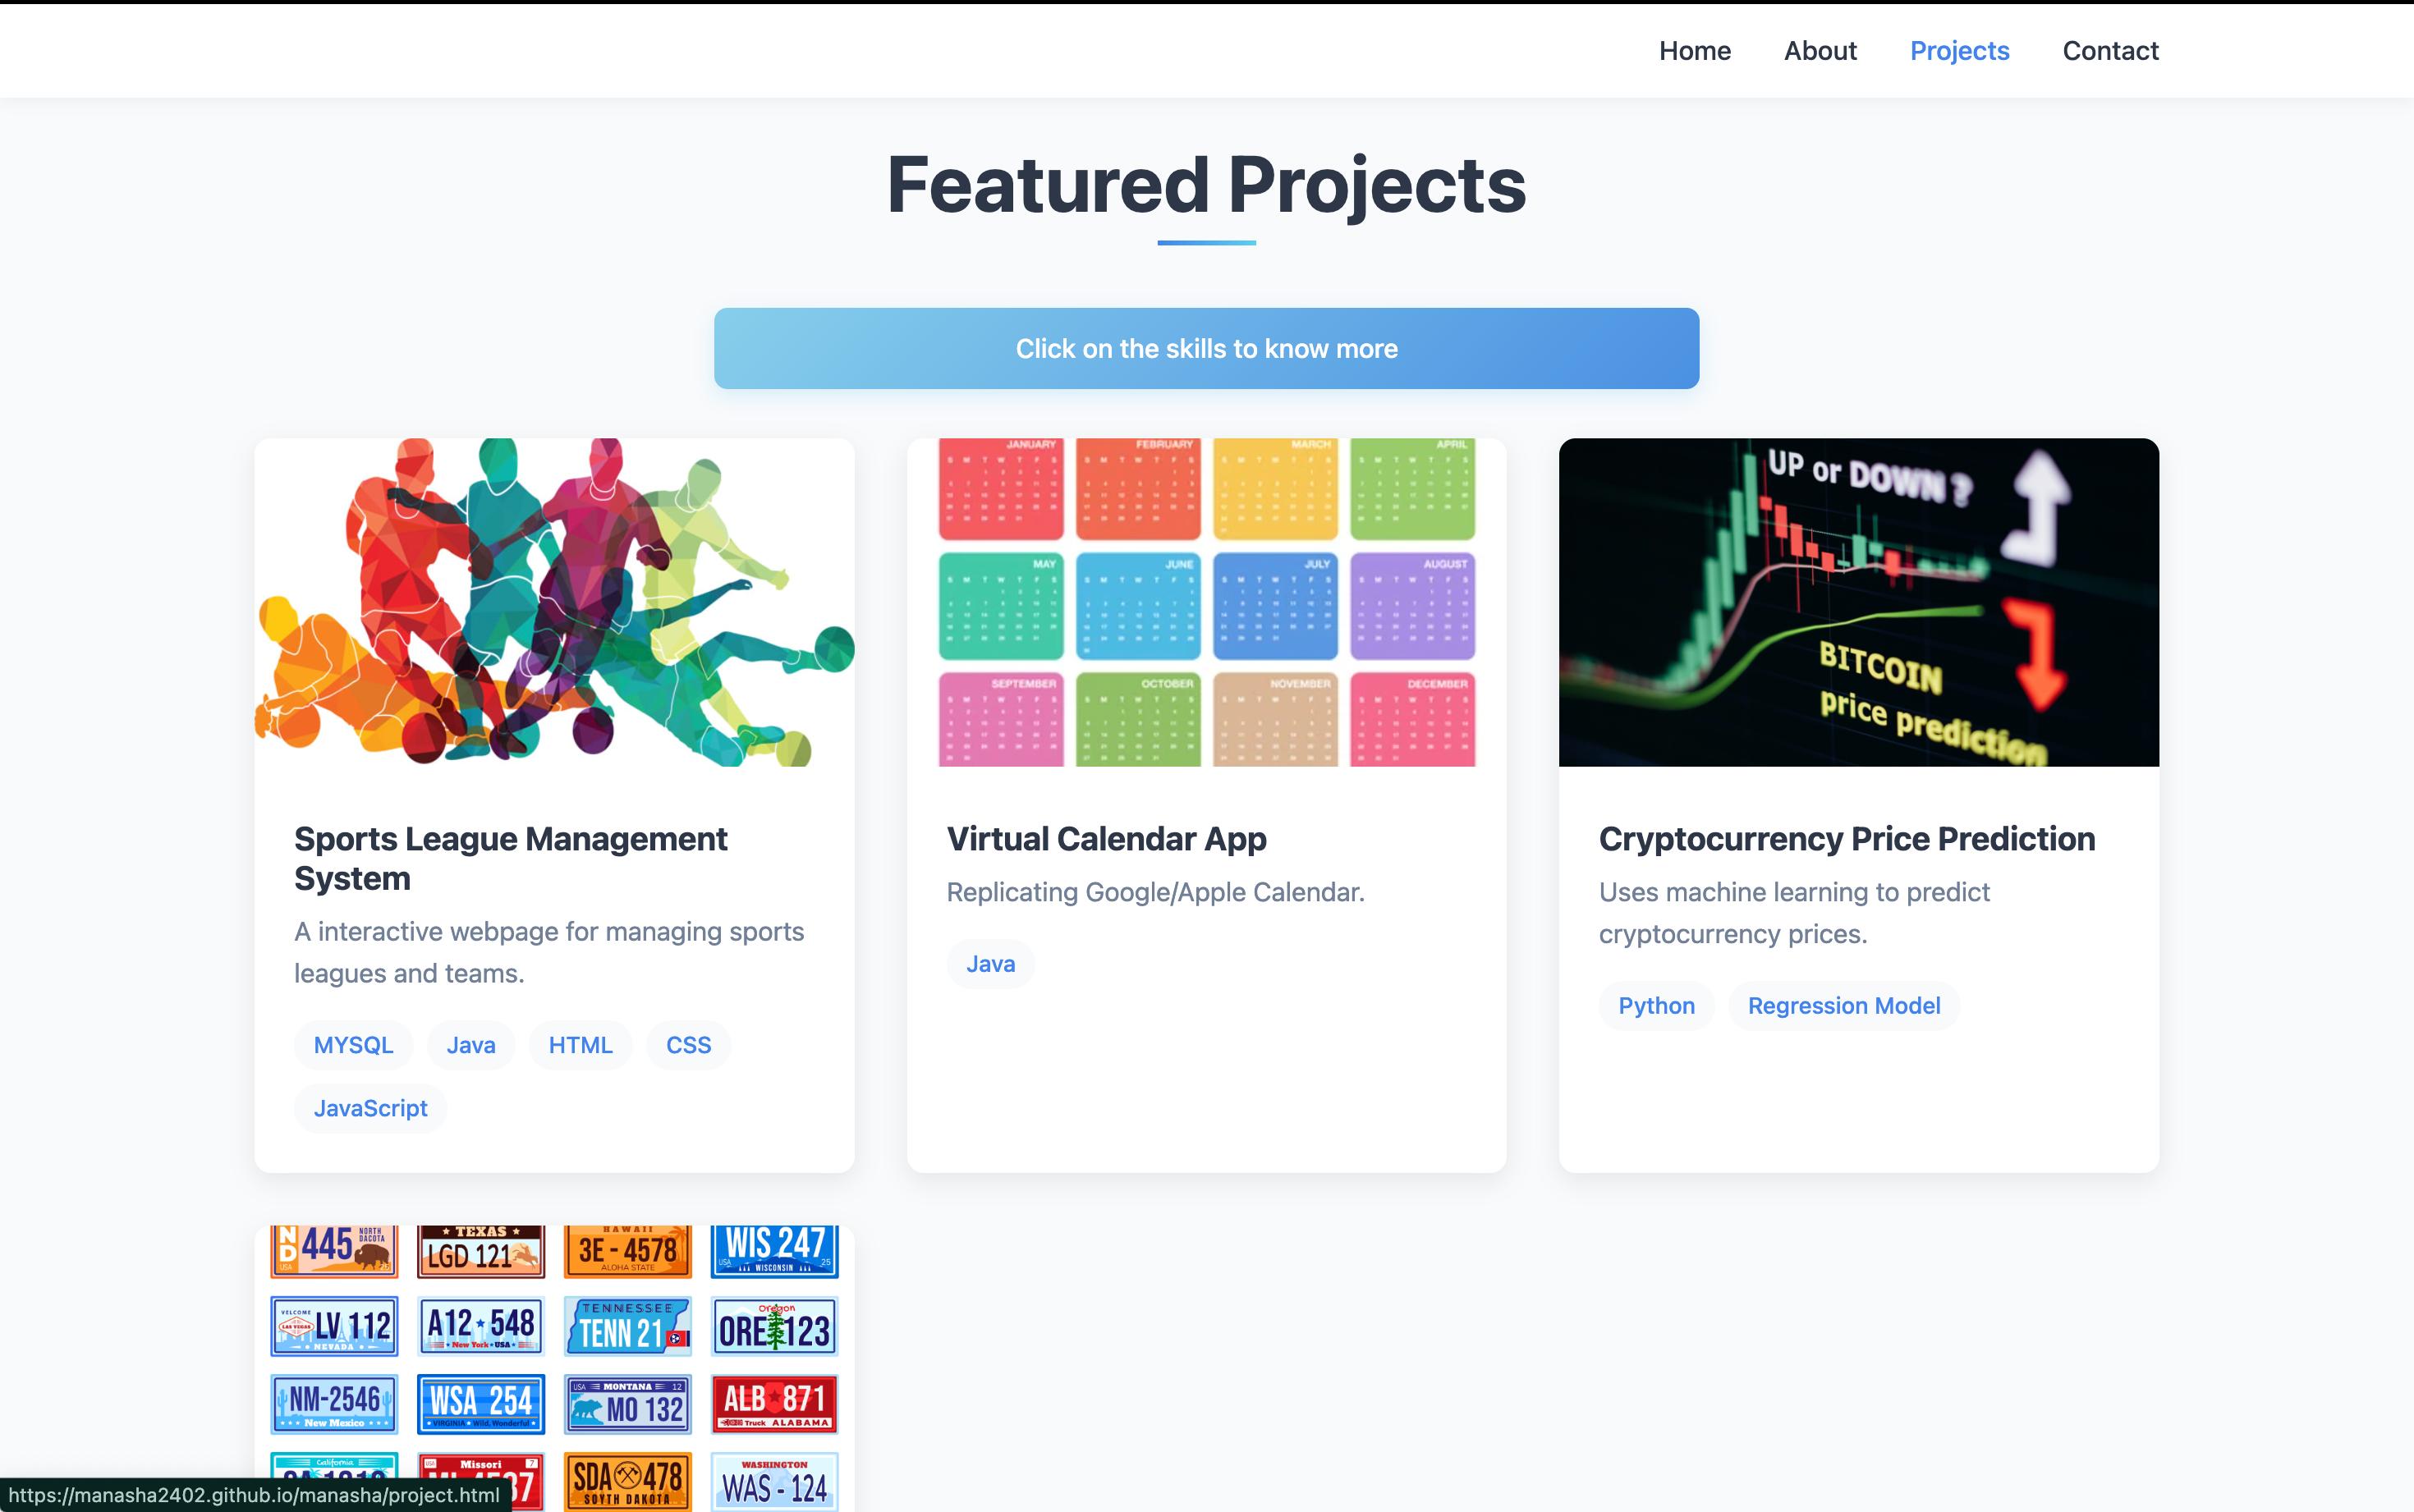 Home About Projects Contact
Featured Projects
Click on the skills to know more
JANUARY FEBRUARY MARCH APRIL
S M T W T F S S M T W T F S S M T W T F S S M T W T F S
MAY JUNE JULY AUGUST
S M T W T F S S M T W T F S S M T W T F S S M T W T F S
SEPTEMBER OCTOBER NOVEMBER DECEMBER
S M T W T F S S M T W T F S S M T W T F S S M T W T F S
UP or DOWN ?
BITCOIN
price prediction
Sports League Management
System
A interactive webpage for managing sports
leagues and teams.
MYSQL Java HTML CSS
JavaScript
Virtual Calendar App
Replicating Google/Apple Calendar.
Java
Cryptocurrency Price Prediction
Uses machine learning to predict
cryptocurrency prices.
Python Regression Model
ND 445 NORTH DACOTA USA 25
TEXAS
LGD 121
HAWAII
3E - 4578
ALOHA STATE
WIS 247
USA WISCONSIN 25
WELCOME LAS VEGAS LV 112
NEVADA
A12 548
New York USA
TENNESSEE
TENN 21
Oregon
ORE 123
NM-2546
New Mexico
WSA 254
VIRGINIA Wild, Wonderful
USA MONTANA 12
MO 132
ALB 871
Truck ALABAMA
California
USA Missori 7
SDA 478
SOYTH DAKOTA
WASHINGTON
WAS - 124
https://manasha2402.github.io/manasha/project.html